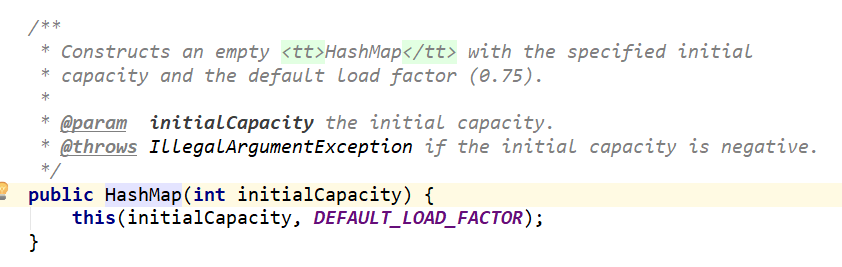 /**
 * Constructs an empty <tt>HashMap</tt> with the specified initial
 * capacity and the default load factor (0.75).
 *
 * @param  initialCapacity the initial capacity.
 * @throws IllegalArgumentException if the initial capacity is negative.
 */
public HashMap(int initialCapacity) {
    this(initialCapacity, DEFAULT_LOAD_FACTOR);
}